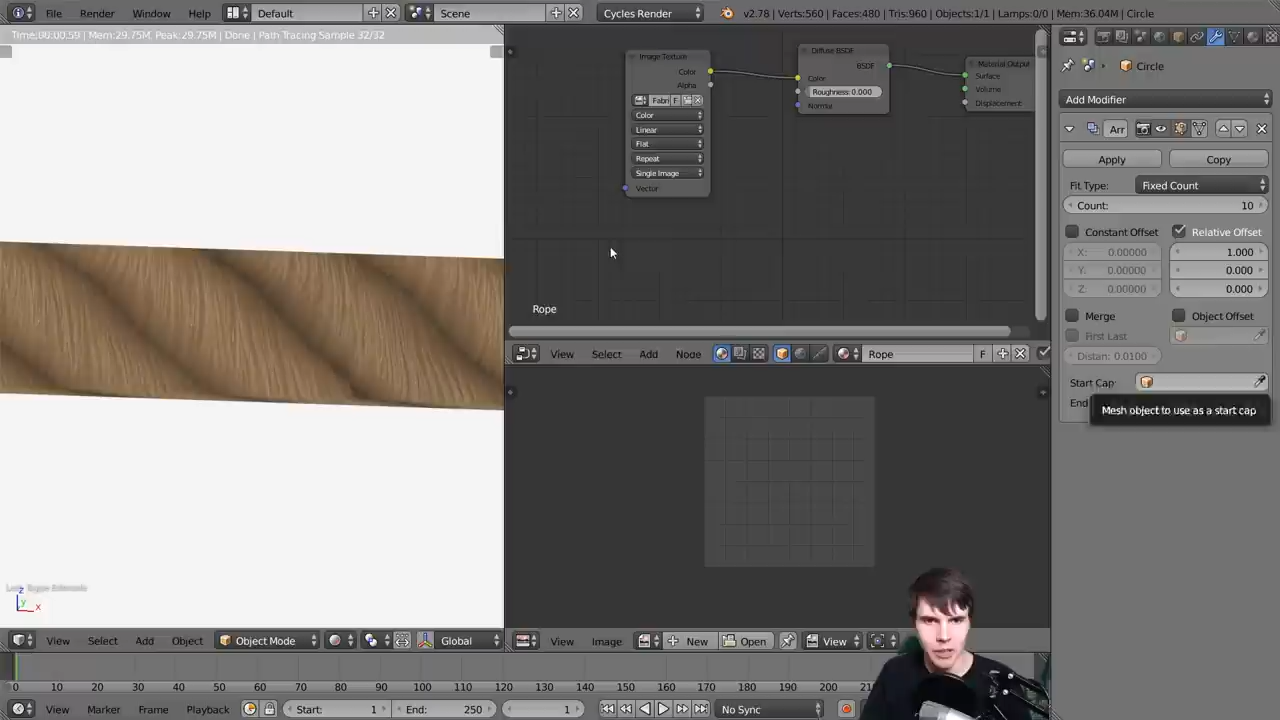 File Render Window Help Default Scene Cycles Render v2.78 | Verts:560 | Faces:480 | Tris:960 | Objects:1/1 | Lamps:0/0 | Mem:36.04M | Circle
Time:00:00.59 | Mem:29.75M, Peak:29.75M | Done | Path Tracing Sample 32/32
Image Texture
Color
Alpha
Fabri F
Color
Linear
Flat
Repeat
Single Image
Vector
Diffuse BSDF
BSDF
Color
Roughness: 0.000
Normal
Material Output
Surface
Volume
Displacement
Rope
View Select Add Node Rope F
Circle
Add Modifier
Arr
Apply Copy
Fit Type: Fixed Count
Count: 10
Constant Offset Relative Offset
X: 0.00000 1.000
Y: 0.00000 0.000
Z: 0.00000 0.000
Merge Object Offset
First Last
Distan: 0.0100
Start Cap:
End
Mesh object to use as a start cap
z
y
x
View Select Add Object Object Mode Global
View Image New Open View
0 10 20 30 40 50 60 70 80 90 100 110 120 130 140 150 160 170 180 190 200
View Marker Frame Playback Start: 1 End: 250 1 No Sync